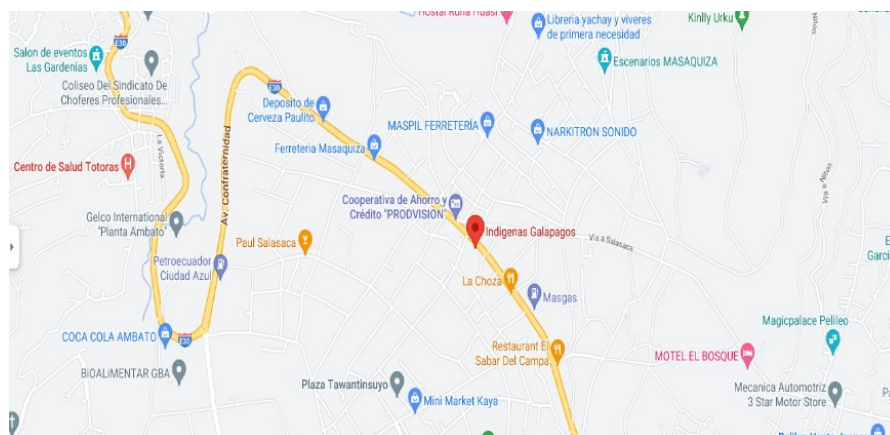 Hostal Runa Huasi
Libreria yachay y viveres
de primera necesidad
Kinlly Urku
E30
Salon de eventos
Las Gardenias
Coliseo Del Sindicato De
Choferes Profesionales...
Escenarios MASAQUIZA
E30
Deposito de
Cerveza Paulito
MASPIL FERRETERÍA
NARKITRON SONIDO
La Victoria
Av. Confraternidad
Ferreteria Masaquiza
Centro de Salud Totoras
Vía a Niton
Cooperativa de Ahorro y
Crédito "PRODVISION"
Gelco International
"Planta Ambato"
Indigenas Galapagos
Vía a Salasaca
Paul Salasaca
Petroecuador
Ciudad Azul
La Choza
Masgas
Magicpalace Pelileo
COCA COLA AMBATO
E30
Restaurant El
Sabar Del Campa
MOTEL EL BOSQUE
BIOALIMENTAR GBA
Plaza Tawantinsuyo
Mini Market Kaya
Mecanica Automotriz
3 Star Motor Store